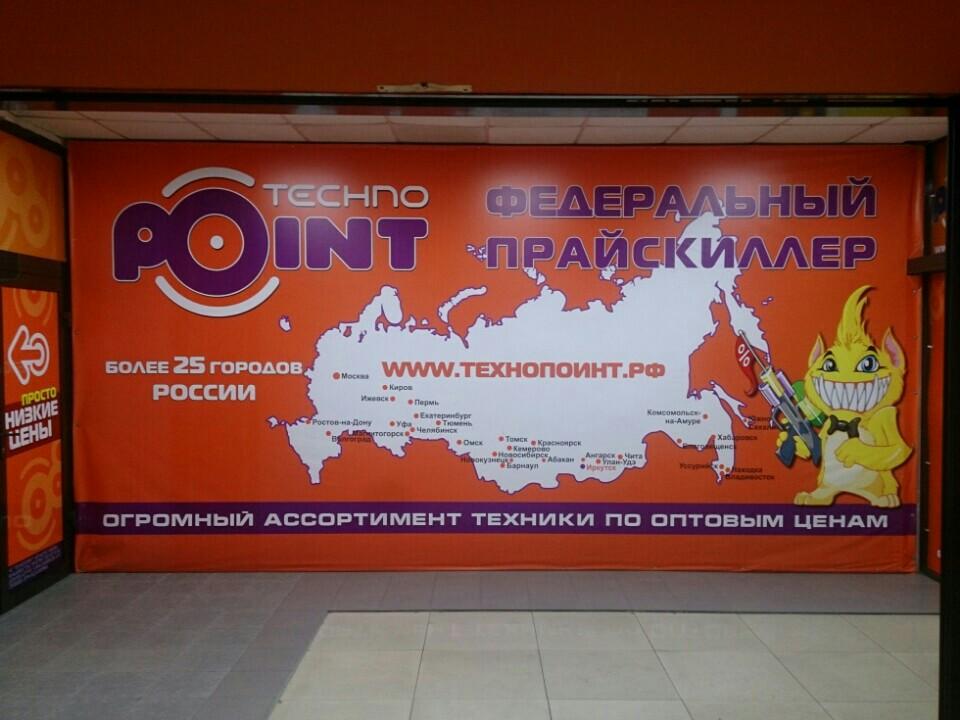 TECHNO
POINT
ФЕДЕРАЛЬНЫЙ
ПРАЙСКИЛЛЕР
БОЛЕЕ 25 ГОРОДОВ
РОССИИ
WWW.ТЕХНОПОИНТ.РФ
Москва
Киров
Ижевск
Пермь
Екатеринбург
Тюмень
Ростов-на-Дону
Уфа
Челябинск
Магнитогорск
Волгоград
Омск
Томск
Красноярск
Кемерово
Новосибирск
Новокузнецк
Барнаул
Абакан
Ангарск
Чита
Улан-Удэ
Иркутск
Комсомольск-
на-Амуре
Хабаровск
Благовещенск
Уссурийск
Находка
Владивосток
%
ОГРОМНЫЙ АССОРТИМЕНТ ТЕХНИКИ ПО ОПТОВЫМ ЦЕНАМ
ПРОСТО
НИЗКИЕ
ЦЕНЫ